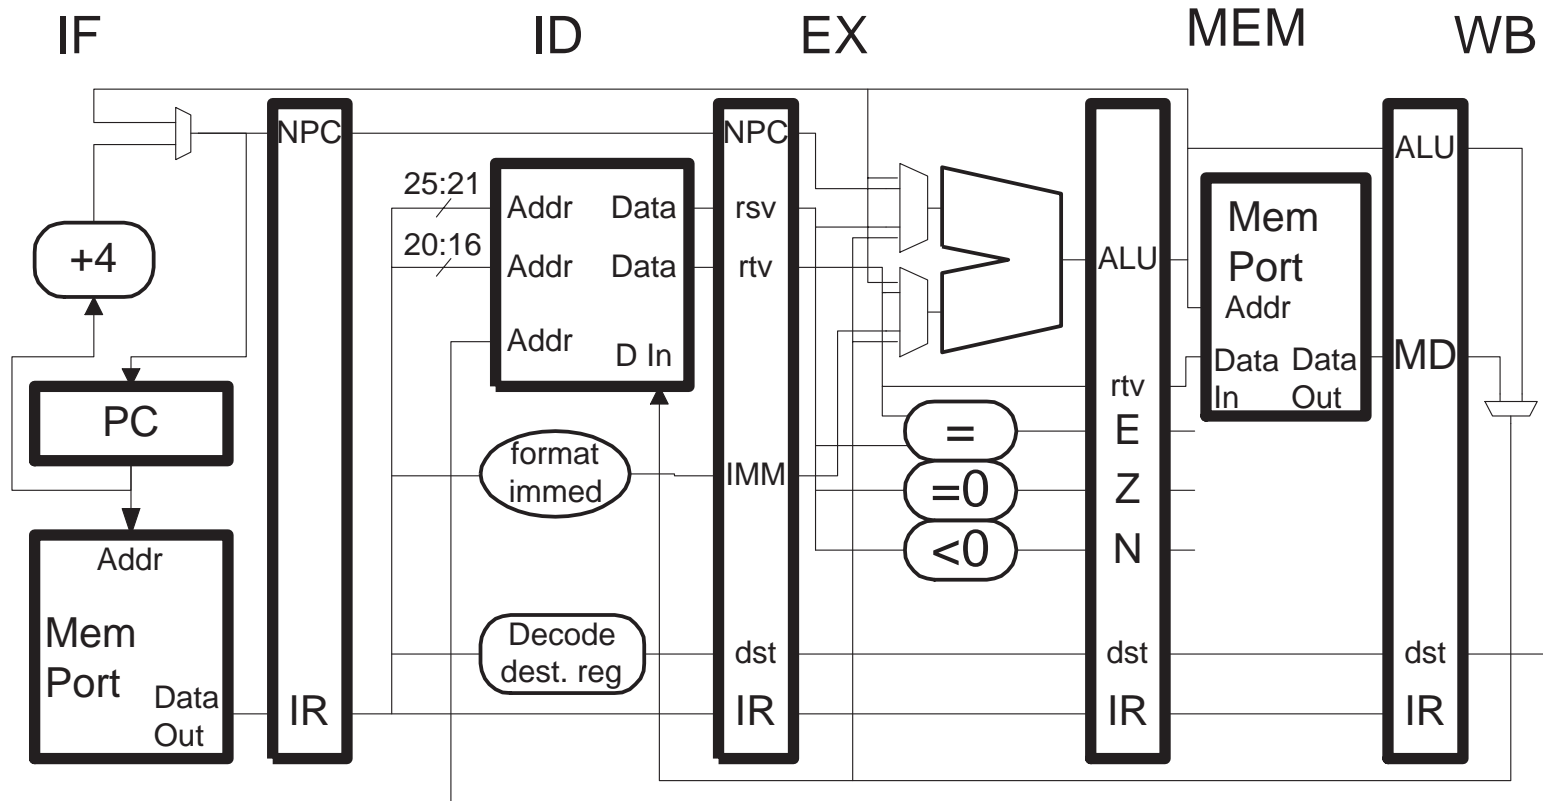 IF
ID
EX
MEM
WB
NPC
NPC
ALU
25:21
Addr
Data
rsv
Mem
Port
+4
20:16
Addr
Data
rtv
ALU
Addr
Addr
D In
Data
In
Data
Out
MD
PC
rtv
=
E
format
immed
IMM
=0
Z
<0
N
Addr
Mem
Port
Data
Out
Decode
dest. reg
dst
dst
dst
IR
IR
IR
IR